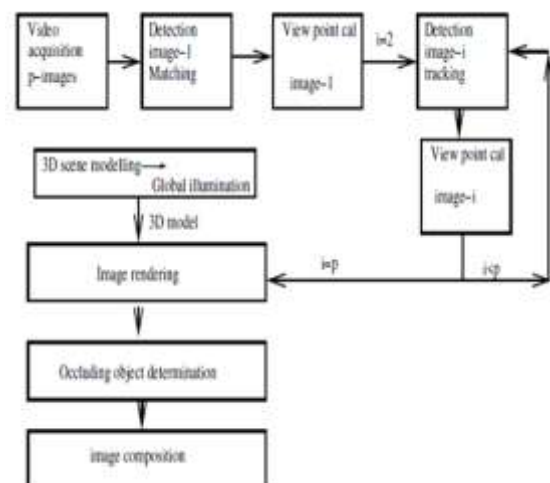 Video
acquisition
p-images
Detection
image-1
Matching
View point cal
image-1
i=2
Detection
image-i
tracking
View point cal
image-i
3D scene modelling
Global illumination
3D model
Image rendering
i=p
i<p
Occluding object determination
image composition